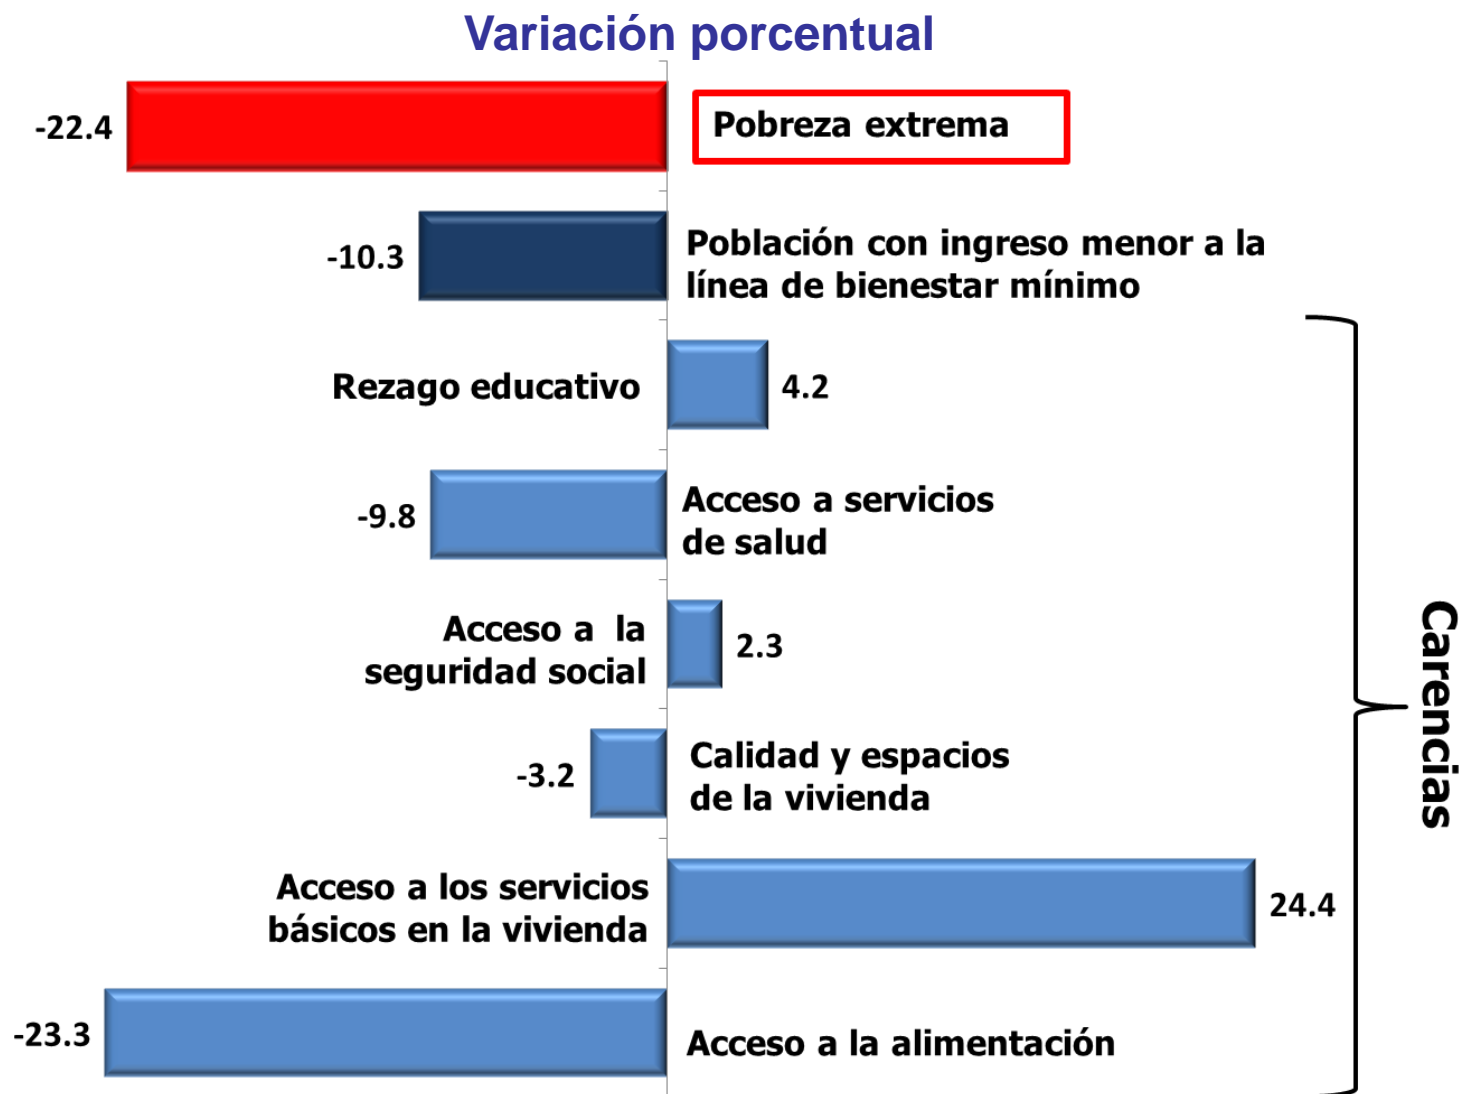 Variación porcentual
-22.4
Pobreza extrema
-10.3
Población con ingreso menor a la
línea de bienestar mínimo
Rezago educativo
4.2
-9.8
Acceso a servicios
de salud
Acceso a la
seguridad social
2.3
-3.2
Calidad y espacios
de la vivienda
Acceso a los servicios
básicos en la vivienda
24.4
-23.3
Acceso a la alimentación
Carencias